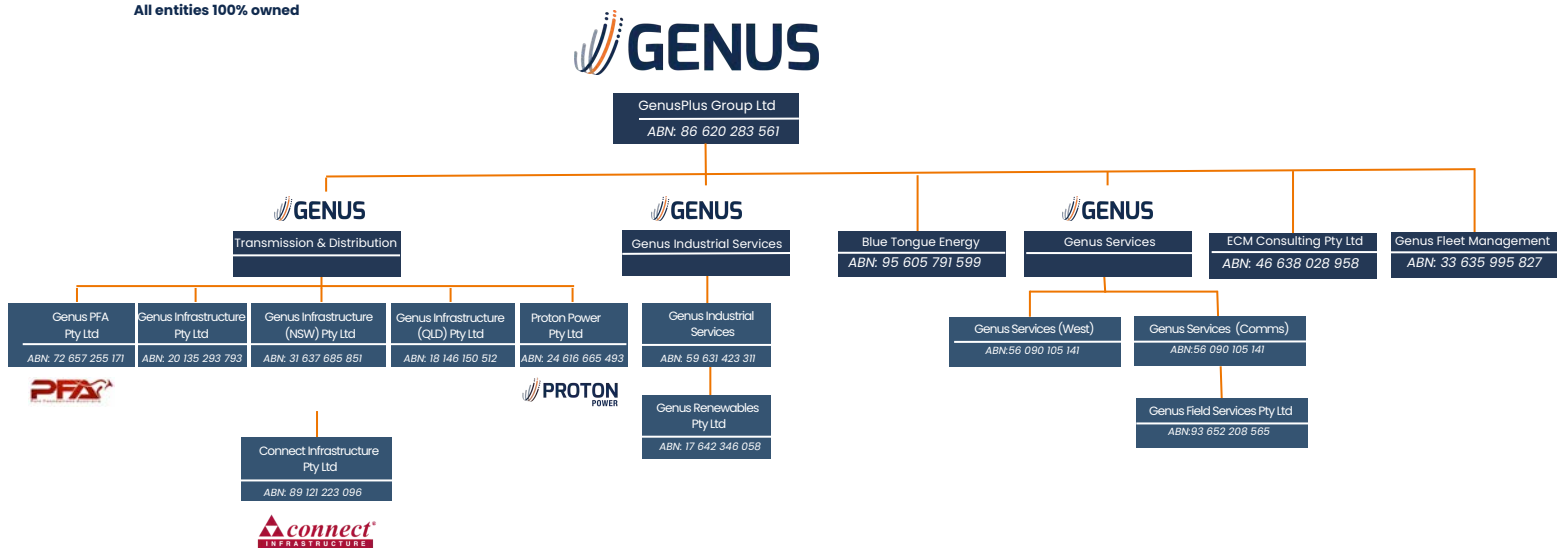 All entities 100% owned
GENUS
GenusPlus Group Ltd
ABN: 86 620 283 561
GENUS
Transmission & Distribution
GENUS
Genus Industrial Services
Blue Tongue Energy
ABN: 95 605 791 599
GENUS
Genus Services
ECM Consulting Pty Ltd
ABN: 46 638 028 958
Genus Fleet Management
ABN: 33 635 995 827
Genus PFA
Pty Ltd
ABN: 72 657 255 171
PFA
Genus Infrastructure
Pty Ltd
ABN: 20 135 293 793
Genus Infrastructure
(NSW) Pty Ltd
ABN: 31 637 685 851
Genus Infrastructure
(QLD) Pty Ltd
ABN: 18 146 150 512
Proton Power
Pty Ltd
ABN: 24 616 665 493
PROTON
POWER
Genus Industrial
Services
ABN: 59 631 423 311
Genus Renewables
Pty Ltd
ABN: 17 642 346 058
Genus Services (West)
ABN:56 090 105 141
Genus Services (Comms)
ABN:56 090 105 141
Genus Field Services Pty Ltd
ABN:93 652 208 565
Connect Infrastructure
Pty Ltd
ABN: 89 121 223 096
connect
INFRASTRUCTURE